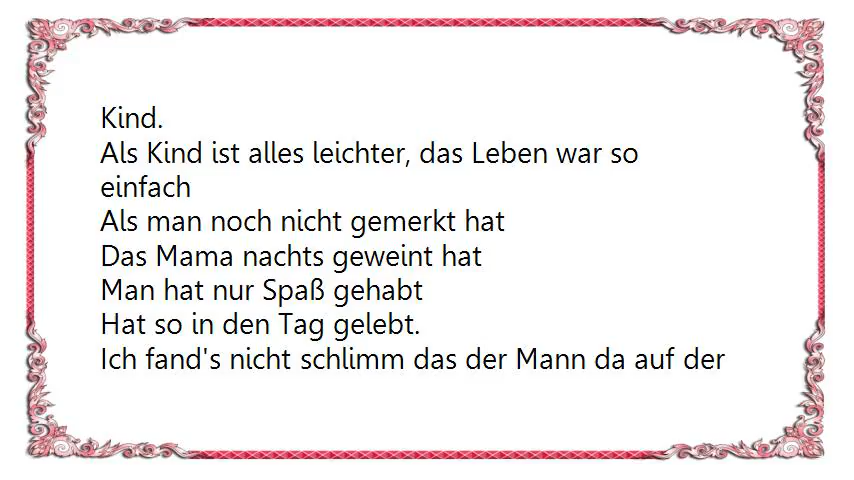 Kind.
Als Kind ist alles leichter, das Leben war so
einfach
Als man noch nicht gemerkt hat
Das Mama nachts geweint hat
Man hat nur Spaß gehabt
Hat so in den Tag gelebt.
Ich fand's nicht schlimm das der Mann da auf der